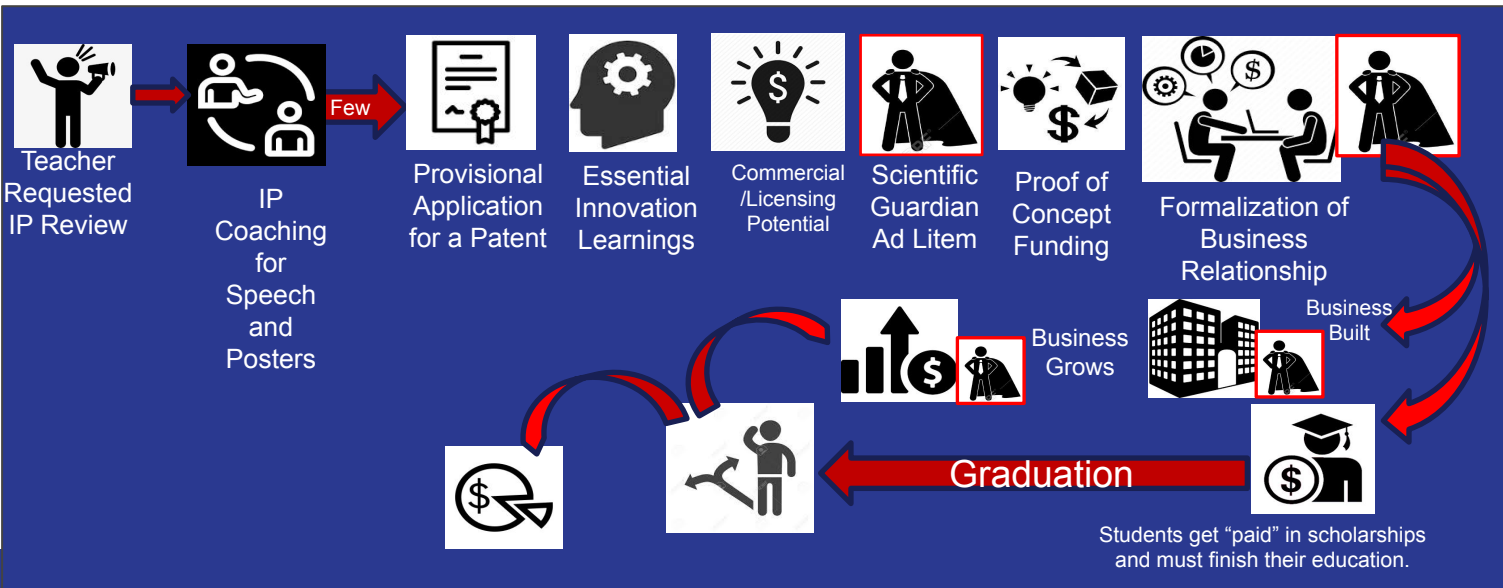 Teacher
Requested
IP Review
IP
Coaching
for
Speech
and
Posters
Few
Provisional
Application
for a Patent
Essential
Innovation
Learnings
$
Commercial
/Licensing
Potential
Scientific
Guardian
Ad Litem
$
Proof of
Concept
Funding
$
Formalization of
Business
Relationship
Business
Built
$
Business
Grows
$
Graduation
$
Students get “paid” in scholarships
and must finish their education.